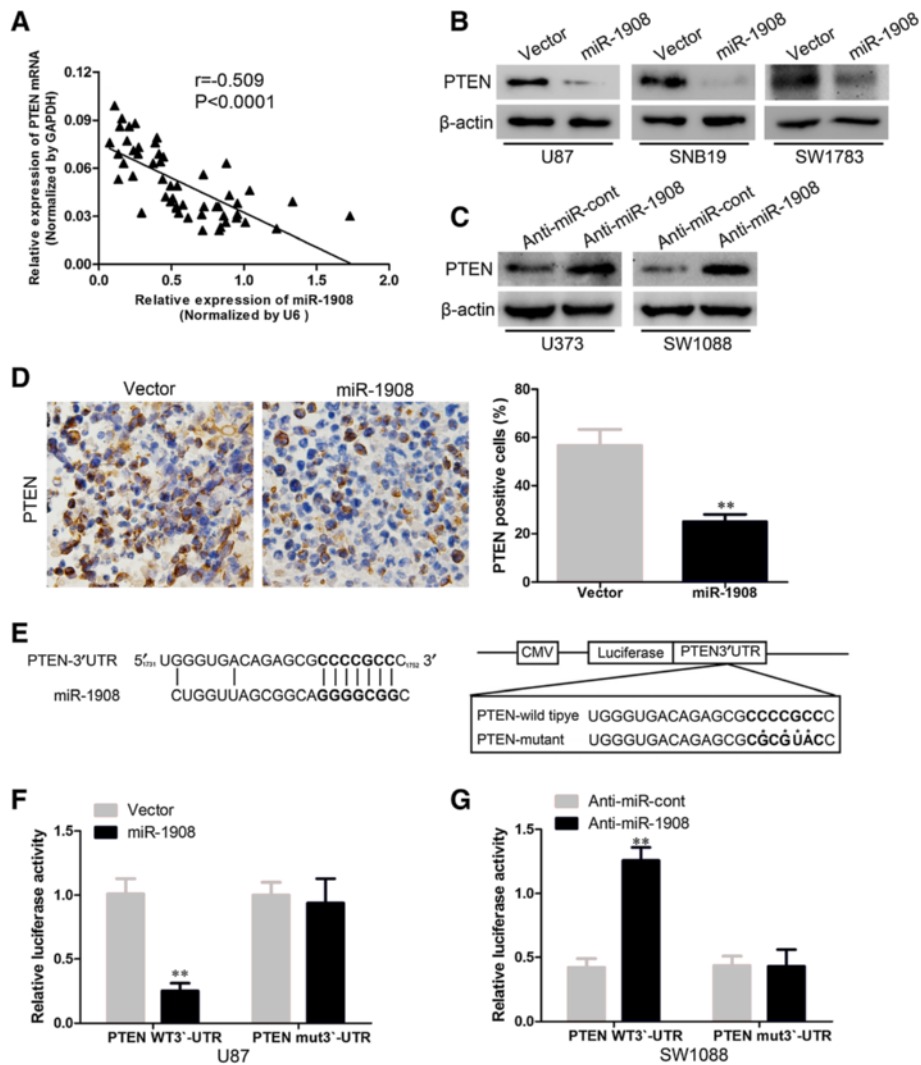 A
r=-0.509
P<0.0001
Relative expression of PTEN mRNA
(Normalized by GAPDH)
0.12
0.09
0.06
0.03
0.00
0.0
0.5
1.0
1.5
2.0
Relative expression of miR-1908
(Normalized by U6 )
B
Vector
miR-1908
Vector
miR-1908
Vector
miR-1908
PTEN
β-actin
U87
SNB19
SW1783
C
Anti-miR-cont
Anti-miR-1908
Anti-miR-cont
Anti-miR-1908
PTEN
β-actin
U373
SW1088
D
Vector
miR-1908
PTEN
PTEN positive cells (%)
80
60
40
20
0
**
Vector
miR-1908
E
PTEN-3′UTR 5′ 1731 UGGGUGACAGAGCGCCCCGCCC 1752 3′
miR-1908 CUGGUUAGCGGCAGGGGCGGC
CMV
Luciferase
PTEN3′UTR
PTEN-wild tipye UGGGUGACAGAGCGCCCCGCCC
PTEN-mutant UGGGUGACAGAGCGCGCGUACC
F
Vector
miR-1908
Relative luciferase activity
1.5
1.0
0.5
0.0
**
PTEN WT3`-UTR
PTEN mut3`-UTR
U87
G
Anti-miR-cont
Anti-miR-1908
Relative luciferase activity
1.5
1.0
0.5
0.0
**
PTEN WT3`-UTR
PTEN mut3`-UTR
SW1088